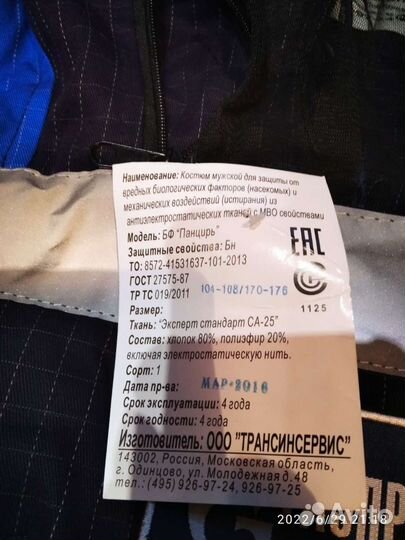 Наименование: Костюм мужской для защиты от
вредных биологических факторов (насекомых) и
механических воздействий (истирания) из
антиэлектростатических тканей с МВО свойствами
Модель: БФ "Панцирь"
Защитные свойства: Бн
ТО: 8572-41531637-101-2013
ГОСТ 27575-87
ТР ТС 019/2011
Размер: 104-108/170-176
Ткань: "Эксперт стандарт СА-25"
Состав: хлопок 80%, полиэфир 20%,
включая электростатическую нить.
Сорт: 1
Дата пр-ва: МАР-2016
Срок эксплуатации: 4 года
Срок годности: 4 года
Изготовитель: ООО "ТРАНСИНСЕРВИС"
143002, Россия, Московская область,
г. Одинцово, ул. Молодежная д.48
тел.: (495) 926-97-24, 926-97-25
ЕАС
1125
2022/6/29 21:18
Avito